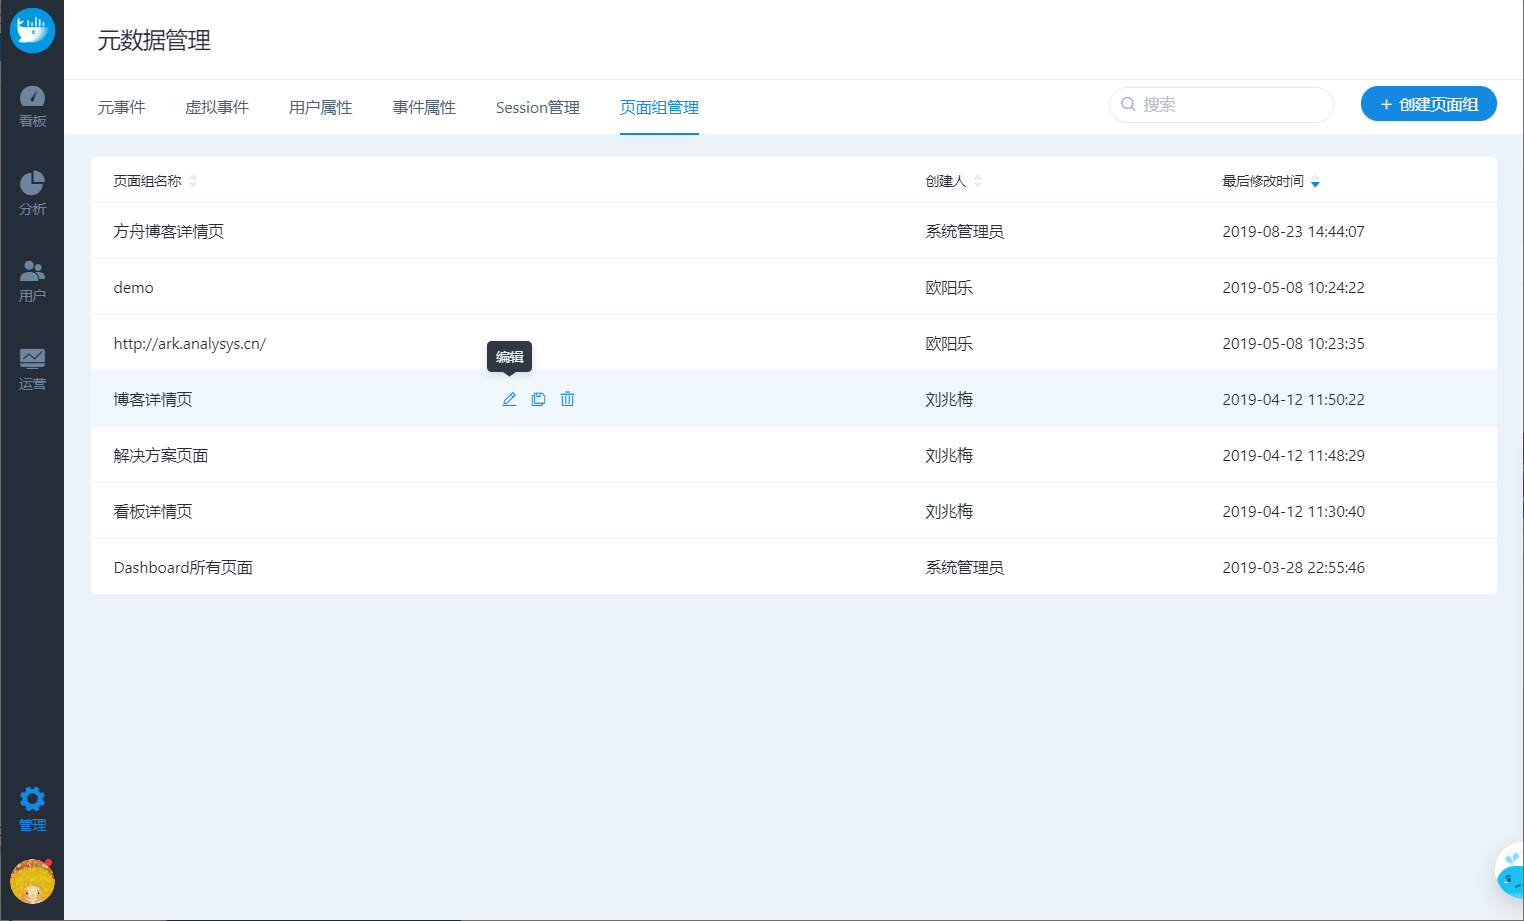 元数据管理
元事件 虚拟事件 用户属性 事件属性 Session管理 页面组管理 搜索 + 创建页面组
看板
分析
用户
运营
管理
页面组名称 创建人 最后修改时间
方舟博客详情页 系统管理员 2019-08-23 14:44:07
demo 欧阳乐 2019-05-08 10:24:22
http://ark.analysys.cn/ 欧阳乐 2019-05-08 10:23:35
编辑
博客详情页 刘兆梅 2019-04-12 11:50:22
解决方案页面 刘兆梅 2019-04-12 11:48:29
看板详情页 刘兆梅 2019-04-12 11:30:40
Dashboard所有页面 系统管理员 2019-03-28 22:55:46